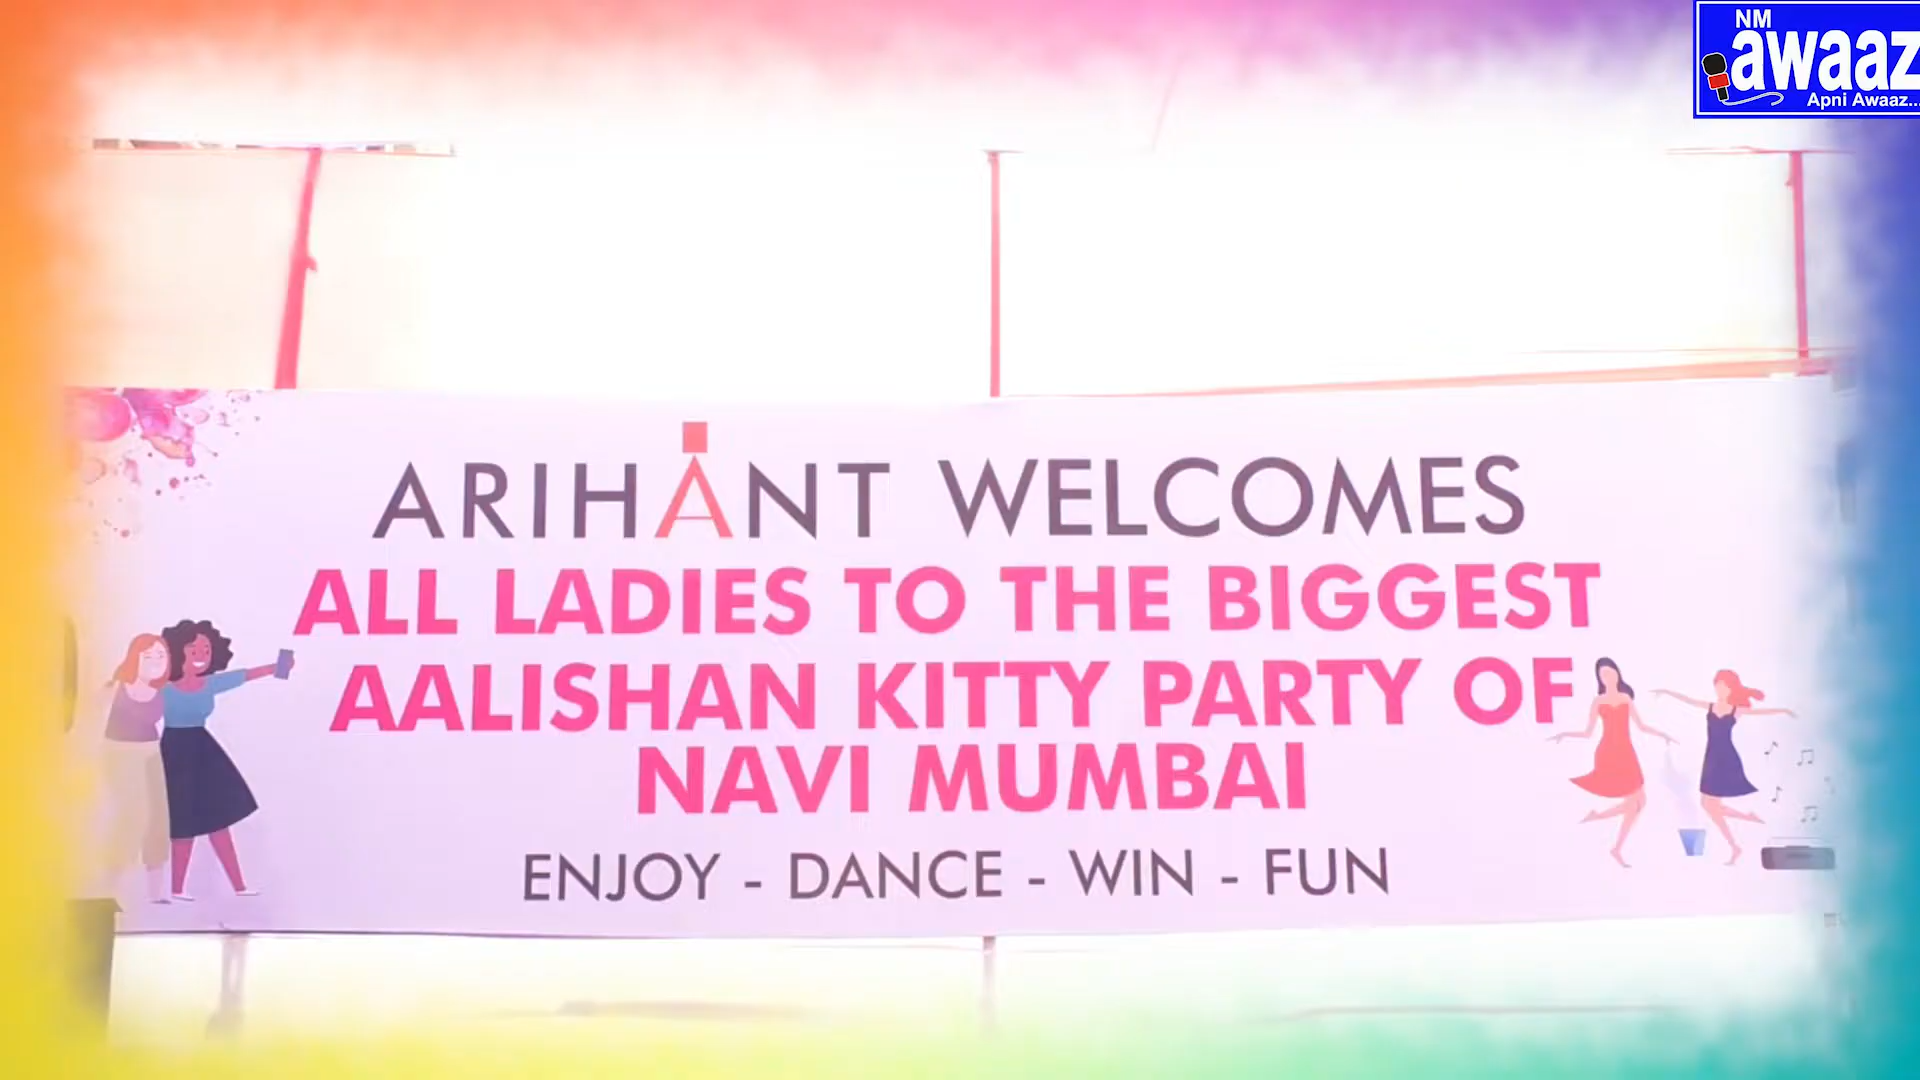 NM
awaaz
Apni Awaaz...
ARIHANT WELCOMES
ALL LADIES TO THE BIGGEST
AALISHAN KITTY PARTY OF
NAVI MUMBAI
ENJOY - DANCE - WIN - FUN